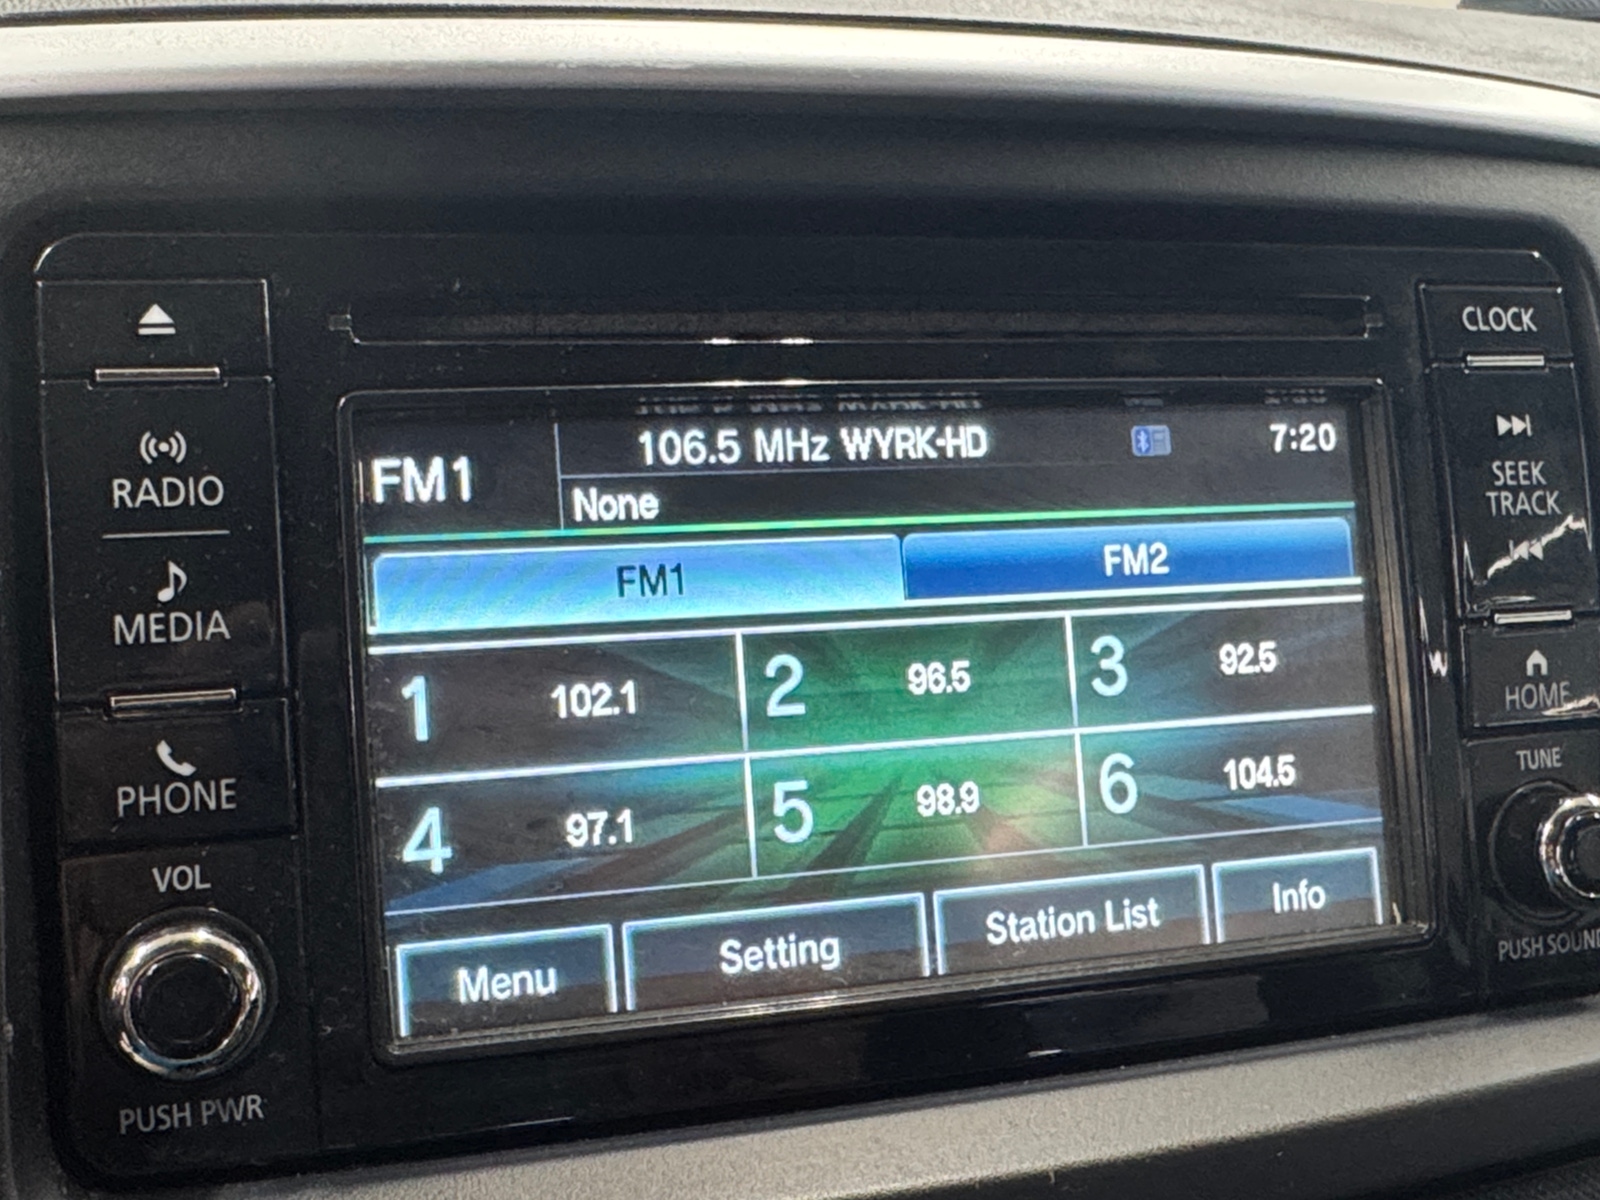 CLOCK
106.5 MHz WYRK-HD
7:20
FM1
None
RADIO
SEEK
TRACK
FM1
FM2
MEDIA
1 102.1
2 96.5
3 92.5
HOME
PHONE
4 97.1
5 98.9
6 104.5
TUNE
VOL
Menu
Setting
Station List
Info
PUSH SOUND
PUSH PWR